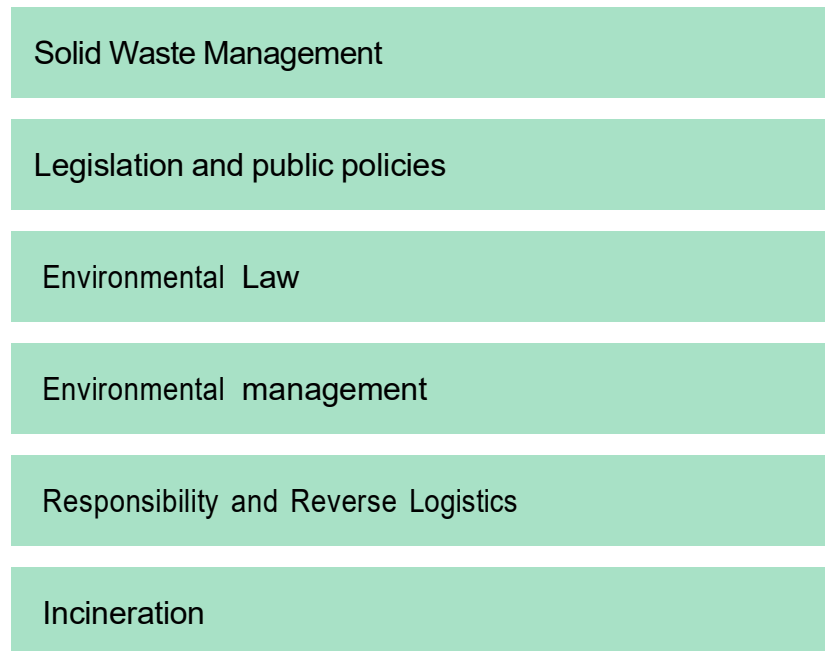 Solid Waste Management
Legislation and public policies
Environmental Law
Environmental management
Responsibility and Reverse Logistics
Incineration